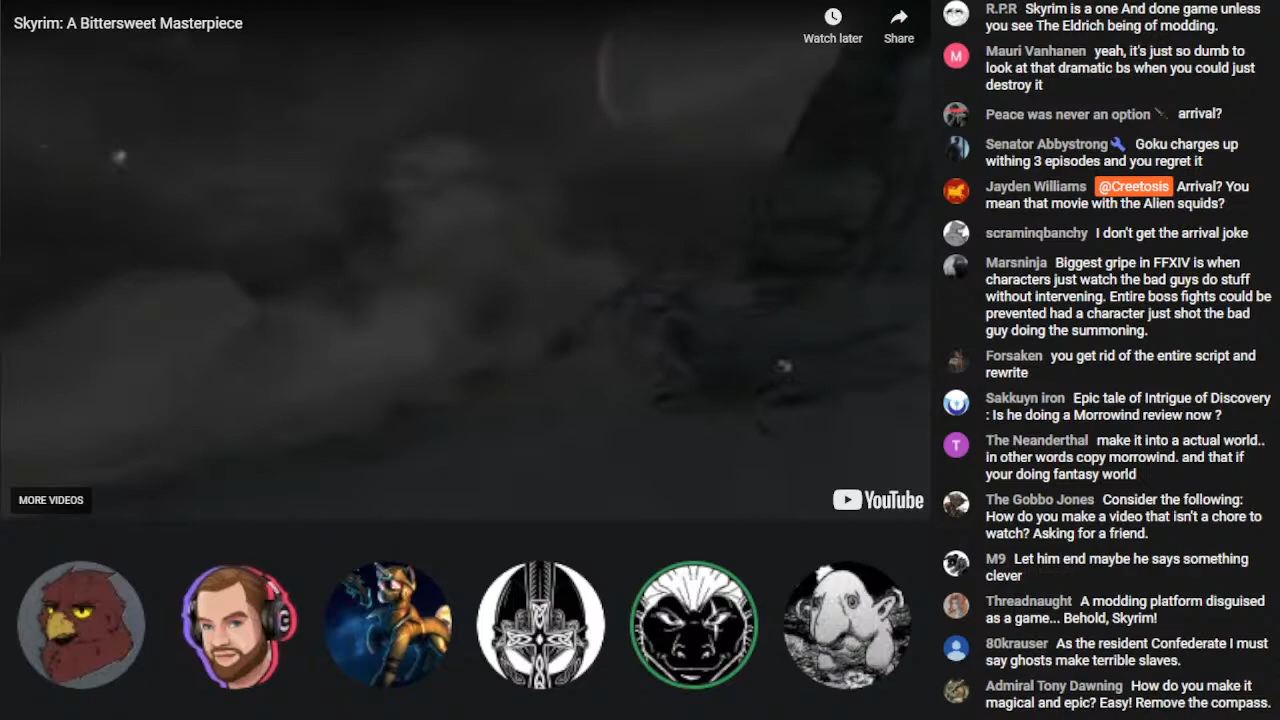 Skyrim: A Bittersweet Masterpiece
Watch later
Share
MORE VIDEOS
YouTube
R.P.R Skyrim is a one And done game unless
you see The Eldrich being of modding.
M
Mauri Vanhanen yeah, it's just so dumb to
look at that dramatic bs when you could just
destroy it
Peace was never an option arrival?
Senator Abbystrong Goku charges up
withing 3 episodes and you regret it
Jayden Williams @Creetosis Arrival? You
mean that movie with the Alien squids?
scraminqbanchy I don't get the arrival joke
Marsninja Biggest gripe in FFXIV is when
characters just watch the bad guys do stuff
without intervening. Entire boss fights could be
prevented had a character just shot the bad
guy doing the summoning.
Forsaken you get rid of the entire script and
rewrite
Sakkuyn iron Epic tale of Intrigue of Discovery
: Is he doing a Morrowind review now ?
T
The Neanderthal make it into a actual world..
in other words copy morrowind. and that if
your doing fantasy world
The Gobbo Jones Consider the following:
How do you make a video that isn't a chore to
watch? Asking for a friend.
M9 Let him end maybe he says something
clever
Threadnaught A modding platform disguised
as a game... Behold, Skyrim!
80krauser As the resident Confederate I must
say ghosts make terrible slaves.
Admiral Tony Dawning How do you make it
magical and epic? Easy! Remove the compass.